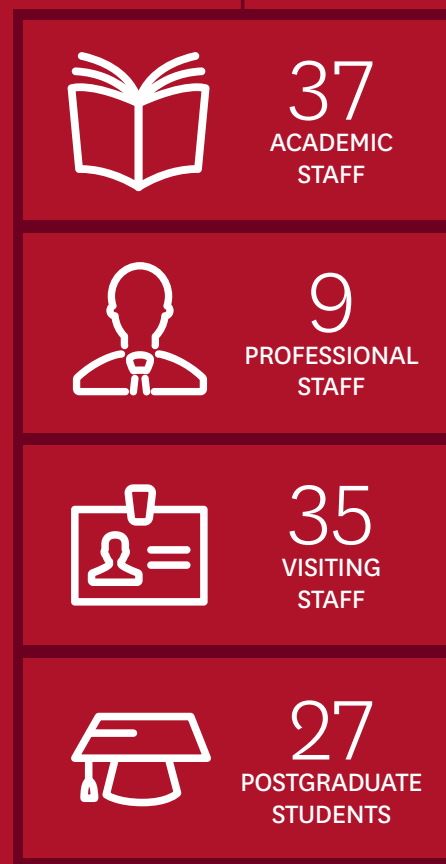 37
ACADEMIC
STAFF
9
PROFESSIONAL
STAFF
35
VISITING
STAFF
27
POSTGRADUATE
STUDENTS